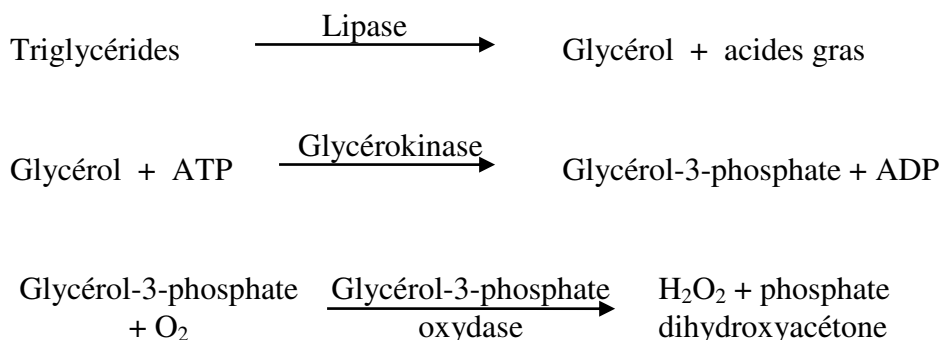 Lipase
Triglycérides Glycérol + acides gras
Glycérokinase
Glycérol + ATP Glycérol-3-phosphate + ADP
Glycérol-3-phosphate Glycérol-3-phosphate H₂O₂ + phosphate
+ O₂ oxydase dihydroxyacétone